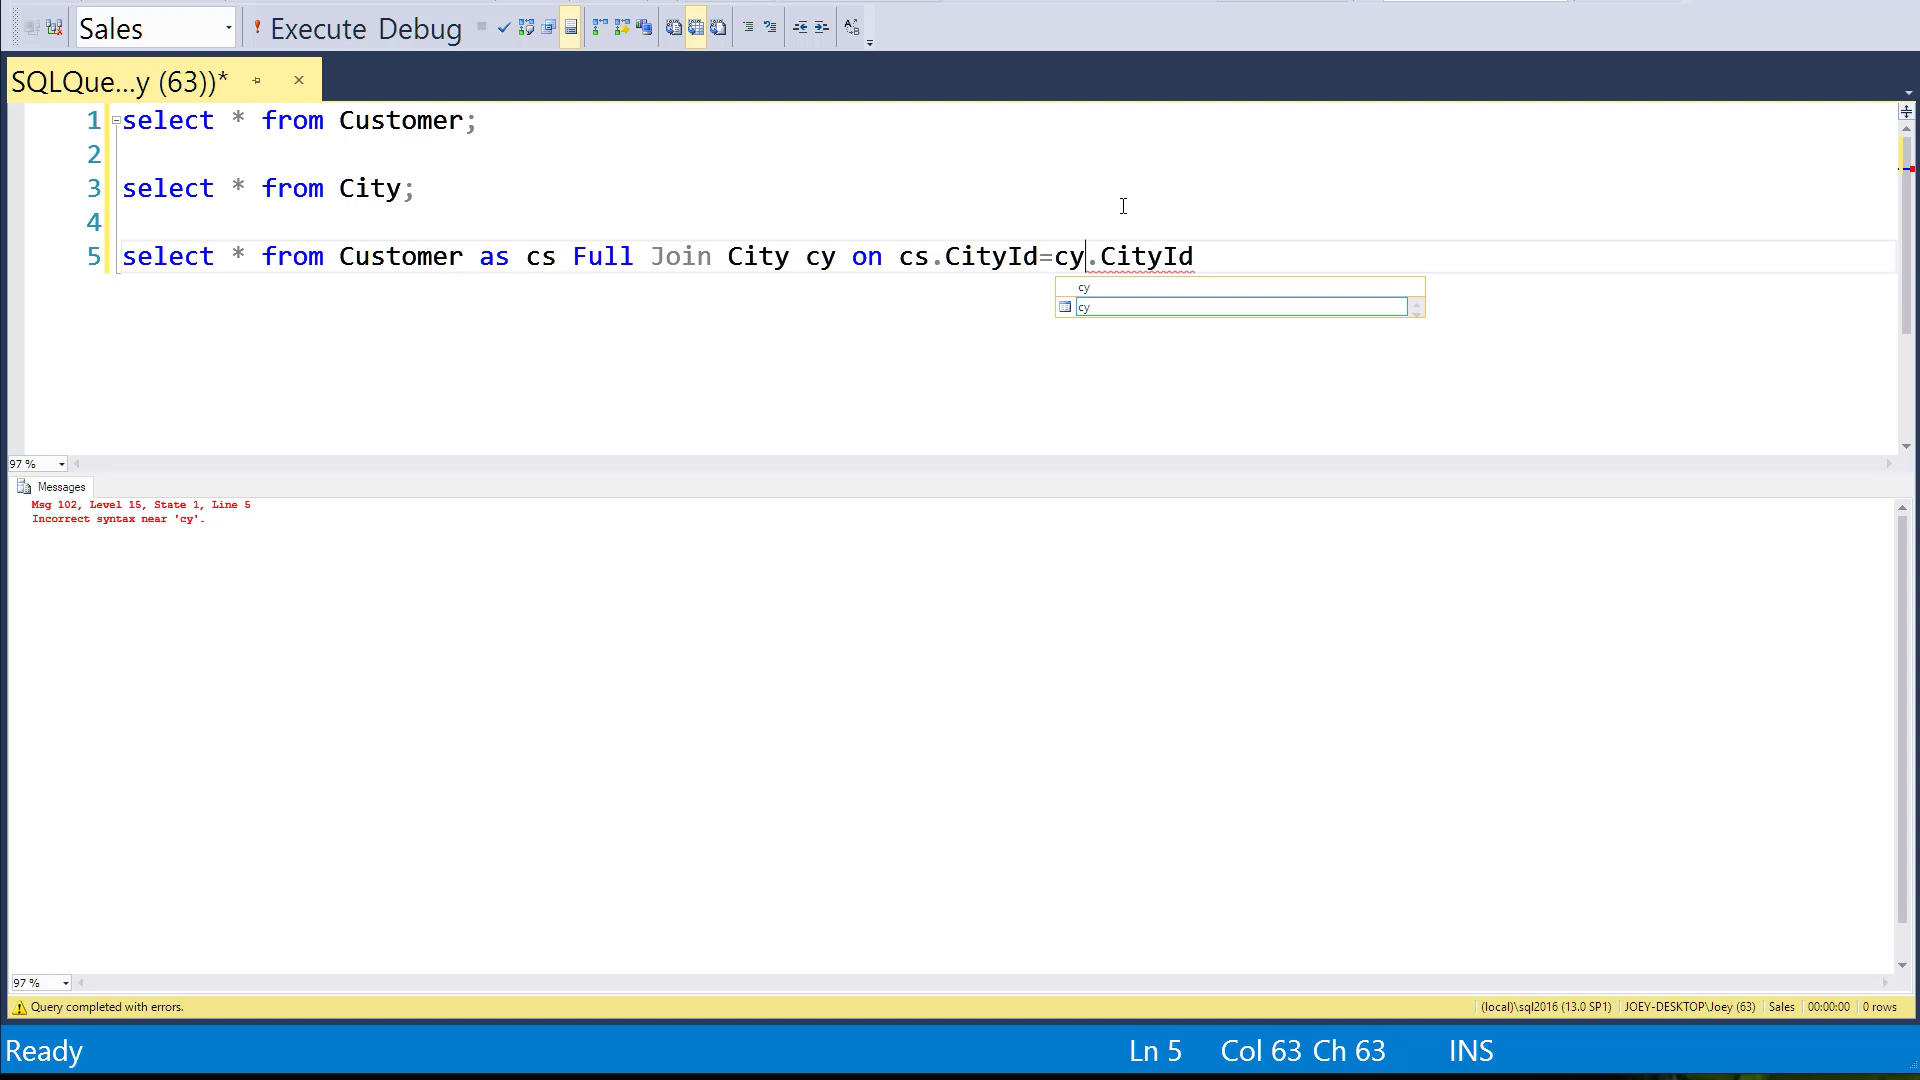 Sales Execute Debug
SQLQue...y (63))*
1 select * from Customer;
2
3 select * from City;
4
5 select * from Customer as cs Full Join City cy on cs.CityId=cy.CityId
cy
cy
97 %
Messages
Msg 102, Level 15, State 1, Line 5
Incorrect syntax near 'cy'.
97 %
Query completed with errors. (local)\sql2016 (13.0 SP1) JOEY-DESKTOP\Joey (63) Sales 00:00:00 0 rows
Ready Ln 5 Col 63 Ch 63 INS